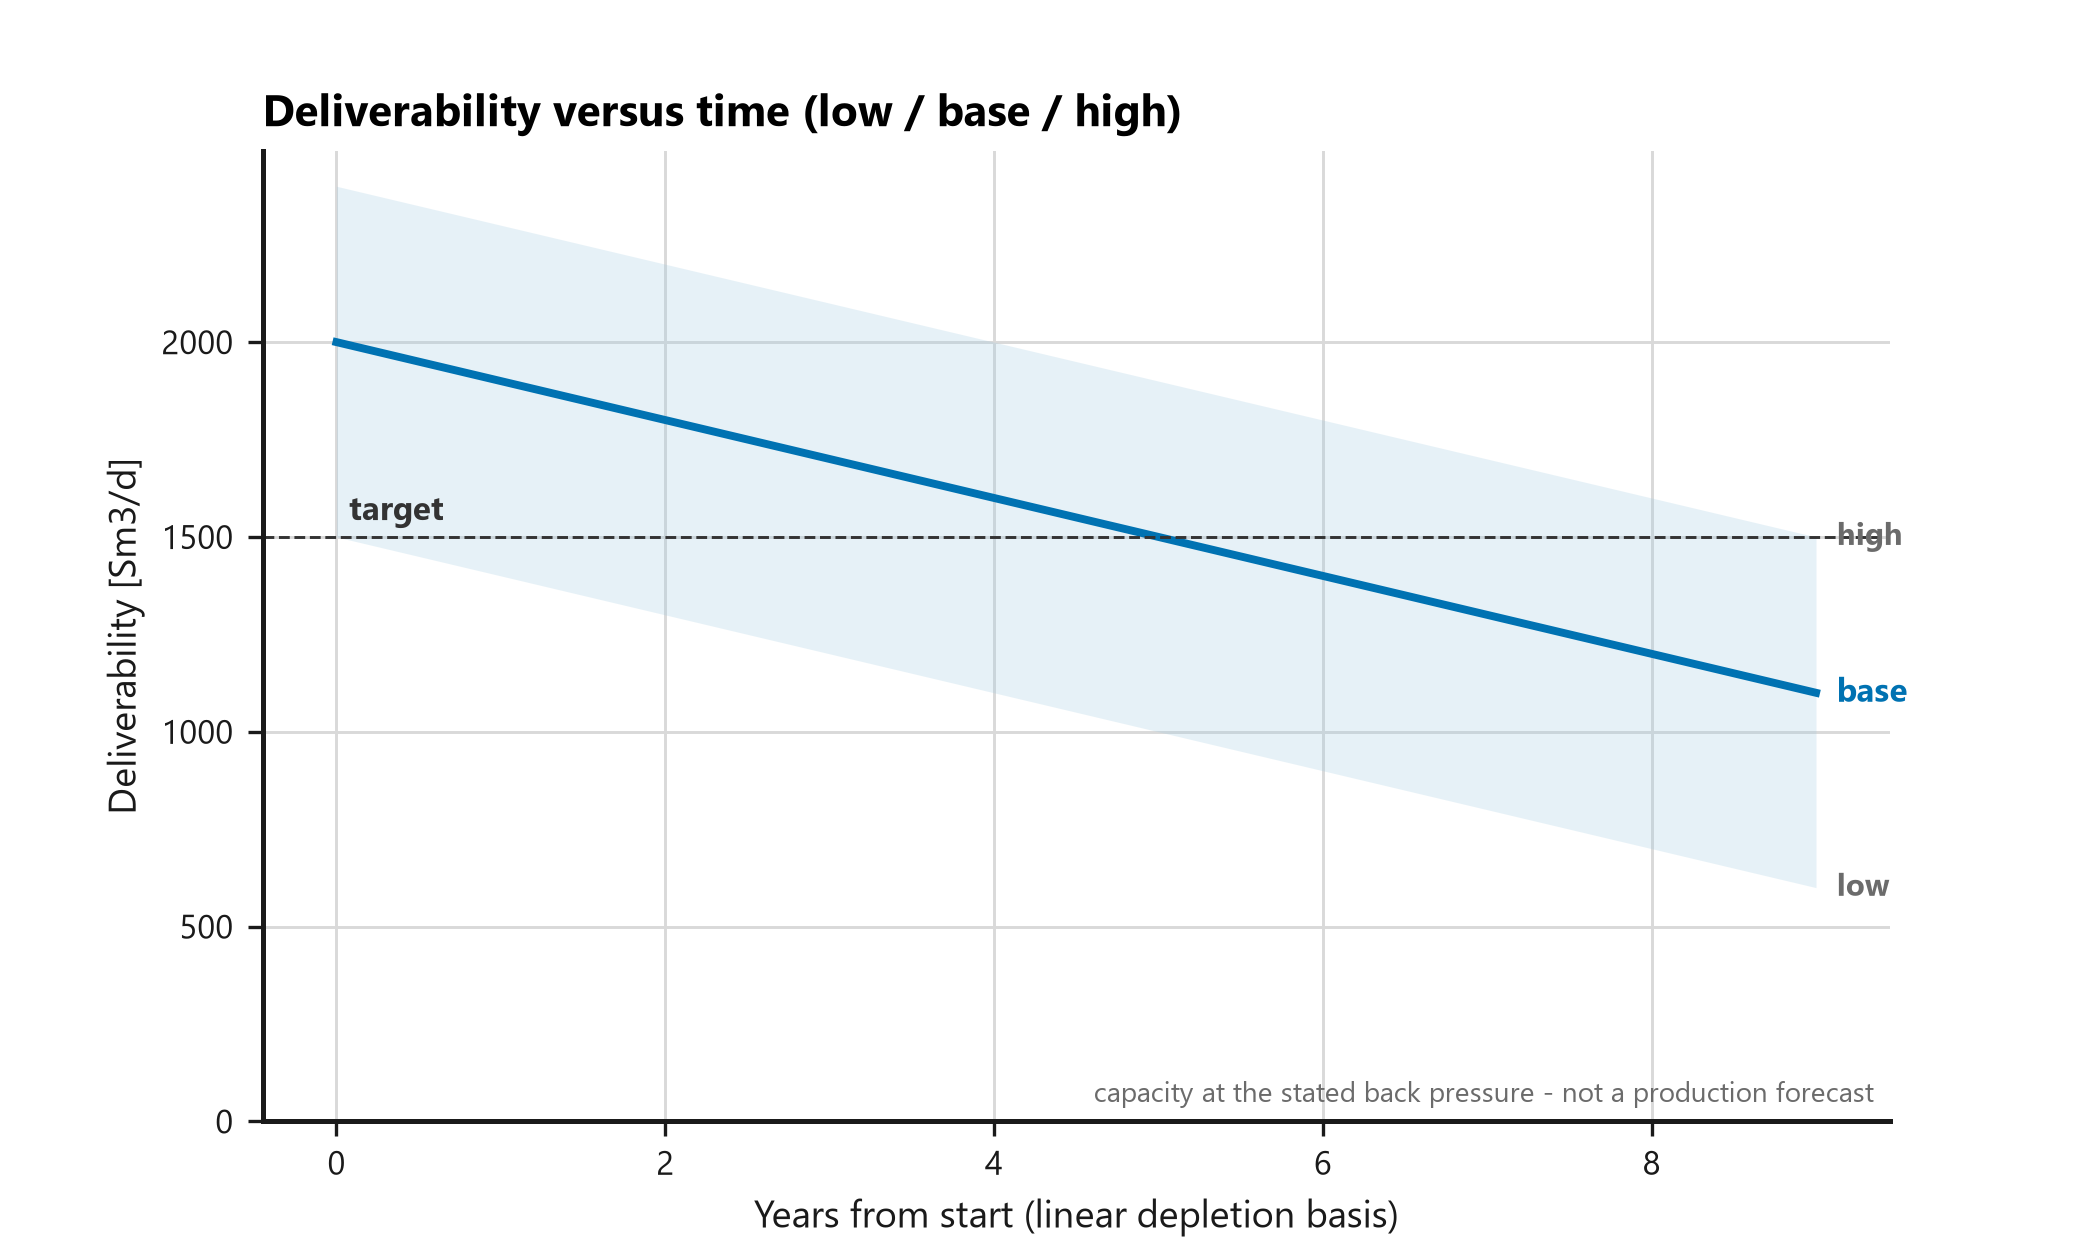 Deliverability versus time (low / base / high)
Deliverability [Sm3/d]
2000
1500
1000
500
0
target
high
base
low
capacity at the stated back pressure - not a production forecast
0 2 4 6 8
Years from start (linear depletion basis)